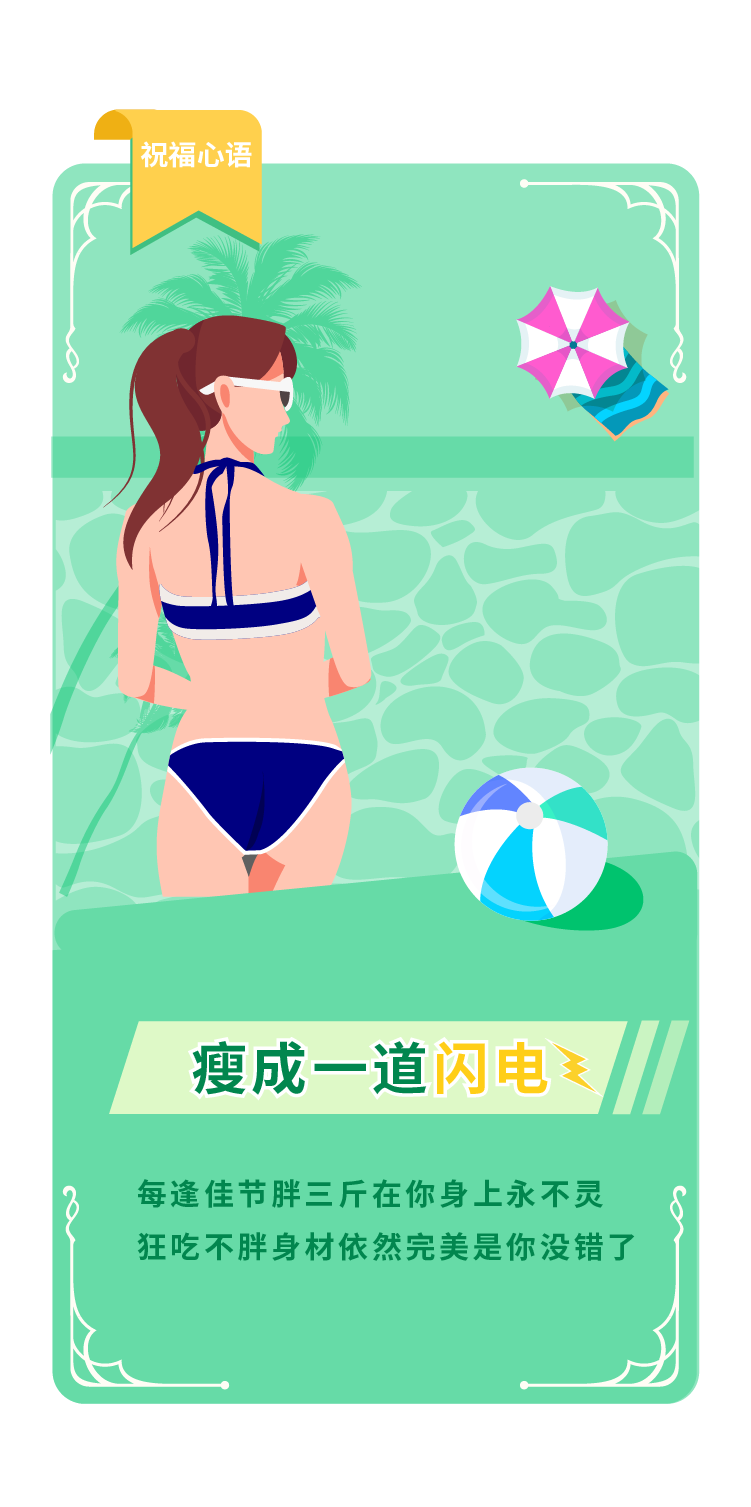 祝福心语
瘦成一道闪电
每逢佳节胖三斤在你身上永不灵
狂吃不胖身材依然完美是你没错了